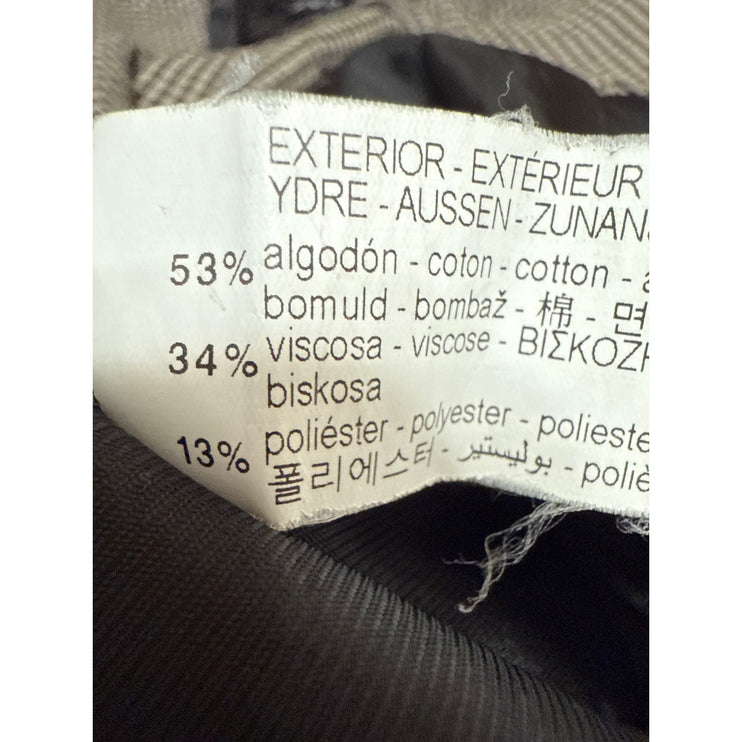 EXTERIOR - EXTÉRIEUR
YDRE - AUSSEN - ZUNAN
53% algodón - coton - cotton -
bomuld - bombaž - 棉 - 면
34% viscosa - viscose - ΒΙΣΚΟΖΗ
biskosa
13% poliéster - polyester - polieste
폴리에스터 - بوليستير - poliè